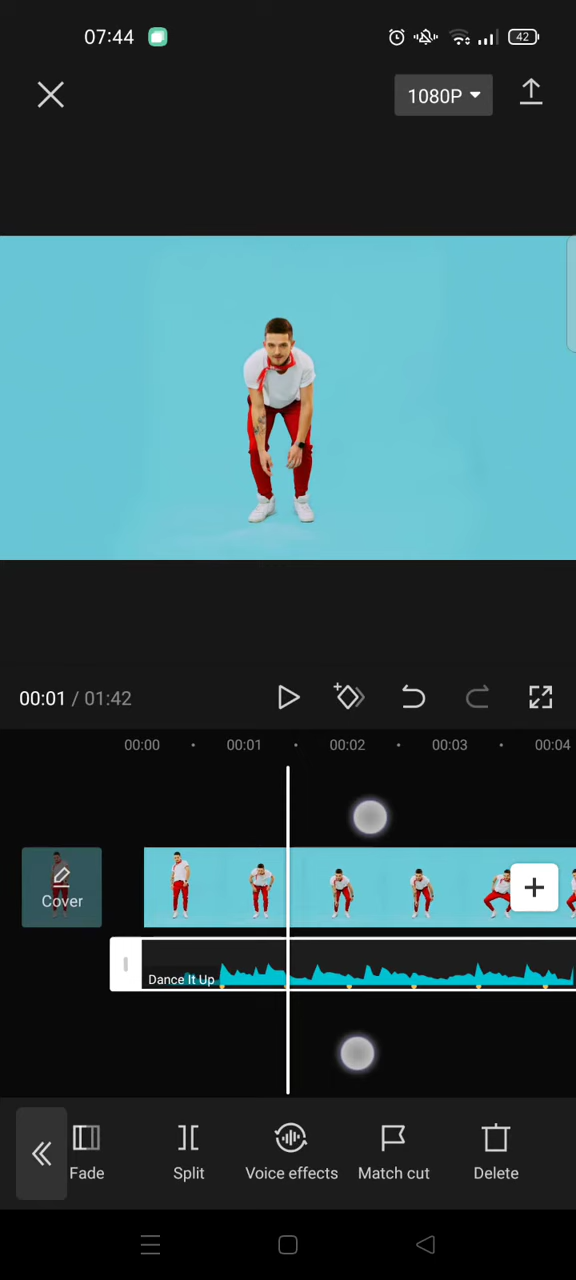 07:44
42
1080P
00:01 / 01:42
00:00 00:01 00:02 00:03 00:04
Cover
Dance It Up
Fade Split Voice effects Match cut Delete